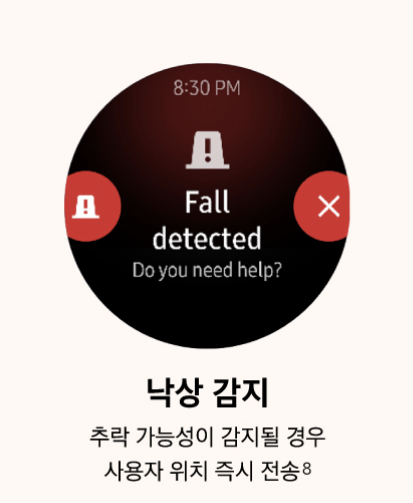 8:30 PM
Fall
detected
Do you need help?
낙상 감지
추락 가능성이 감지될 경우
사용자 위치 즉시 전송8